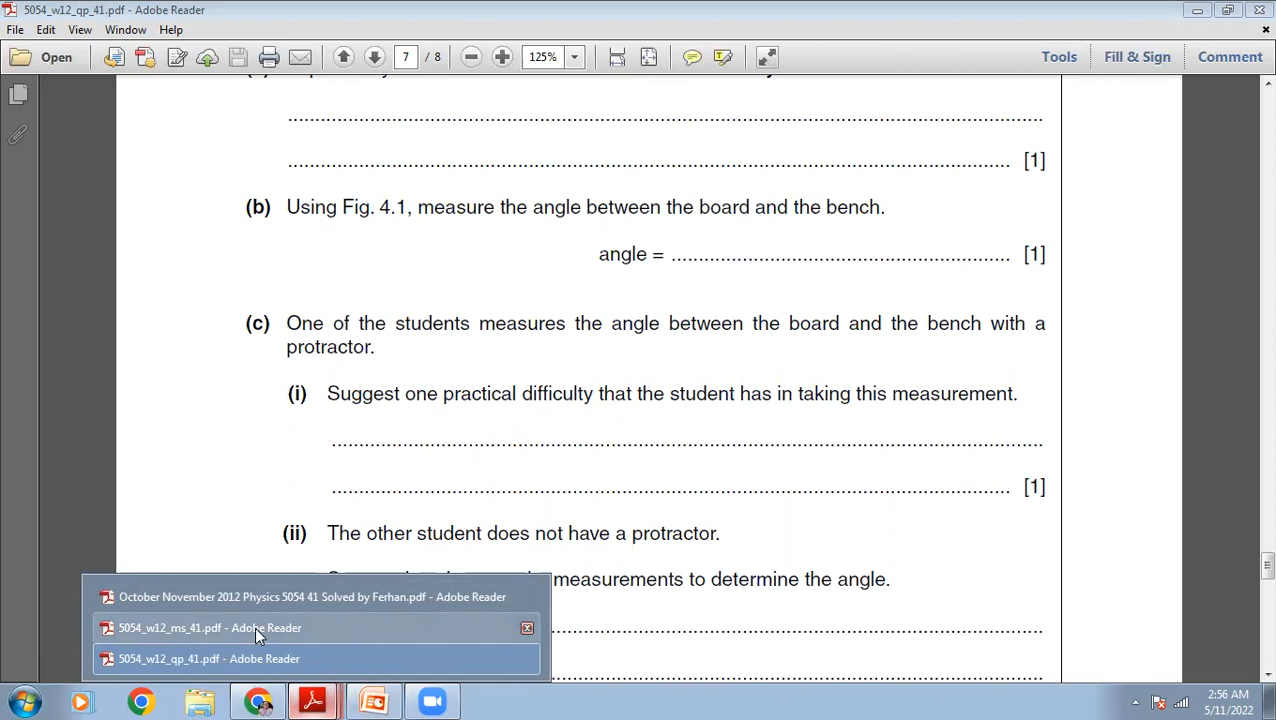 5054_w12_qp_41.pdf - Adobe Reader
File Edit View Window Help
Open 7 / 8 125% Tools Fill & Sign Comment
[1]
(b) Using Fig. 4.1, measure the angle between the board and the bench.
angle = .............................................................. [1]
(c) One of the students measures the angle between the board and the bench with a
protractor.
(i) Suggest one practical difficulty that the student has in taking this measurement.
[1]
(ii) The other student does not have a protractor.
measurements to determine the angle.
October November 2012 Physics 5054 41 Solved by Ferhan.pdf - Adobe Reader
5054_w12_ms_41.pdf - Adobe Reader
5054_w12_qp_41.pdf - Adobe Reader
2:56 AM
5/11/2022